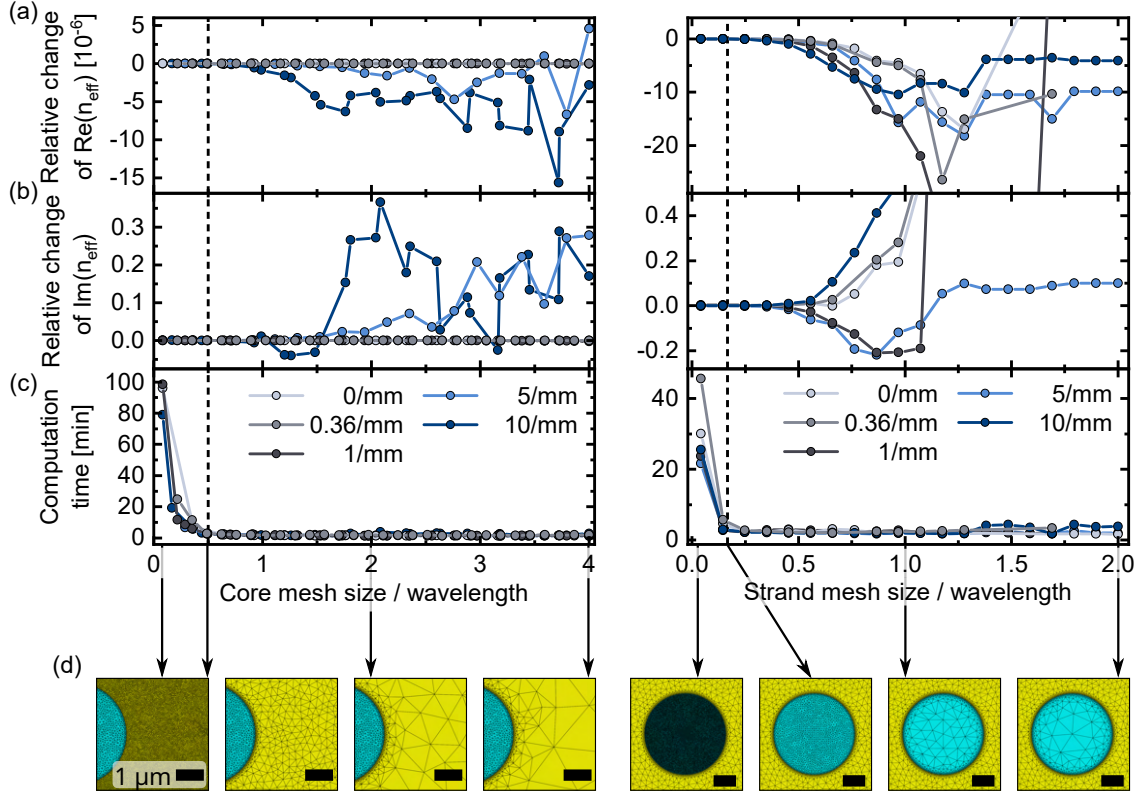 (a)
Relative change
of Re(n_eff) [10^-6]
5
0
-5
-10
-15
0
-10
-20
(b)
Relative change
of Im(n_eff)
0.3
0.2
0.1
0.0
0.4
0.2
0.0
-0.2
(c)
Computation
time [min]
100
80
60
40
20
0
0/mm 5/mm
0.36/mm 10/mm
1/mm
40
20
0
0/mm 5/mm
0.36/mm 10/mm
1/mm
0 1 2 3 4
Core mesh size / wavelength
0.0 0.5 1.0 1.5 2.0
Strand mesh size / wavelength
(d)
1 µm